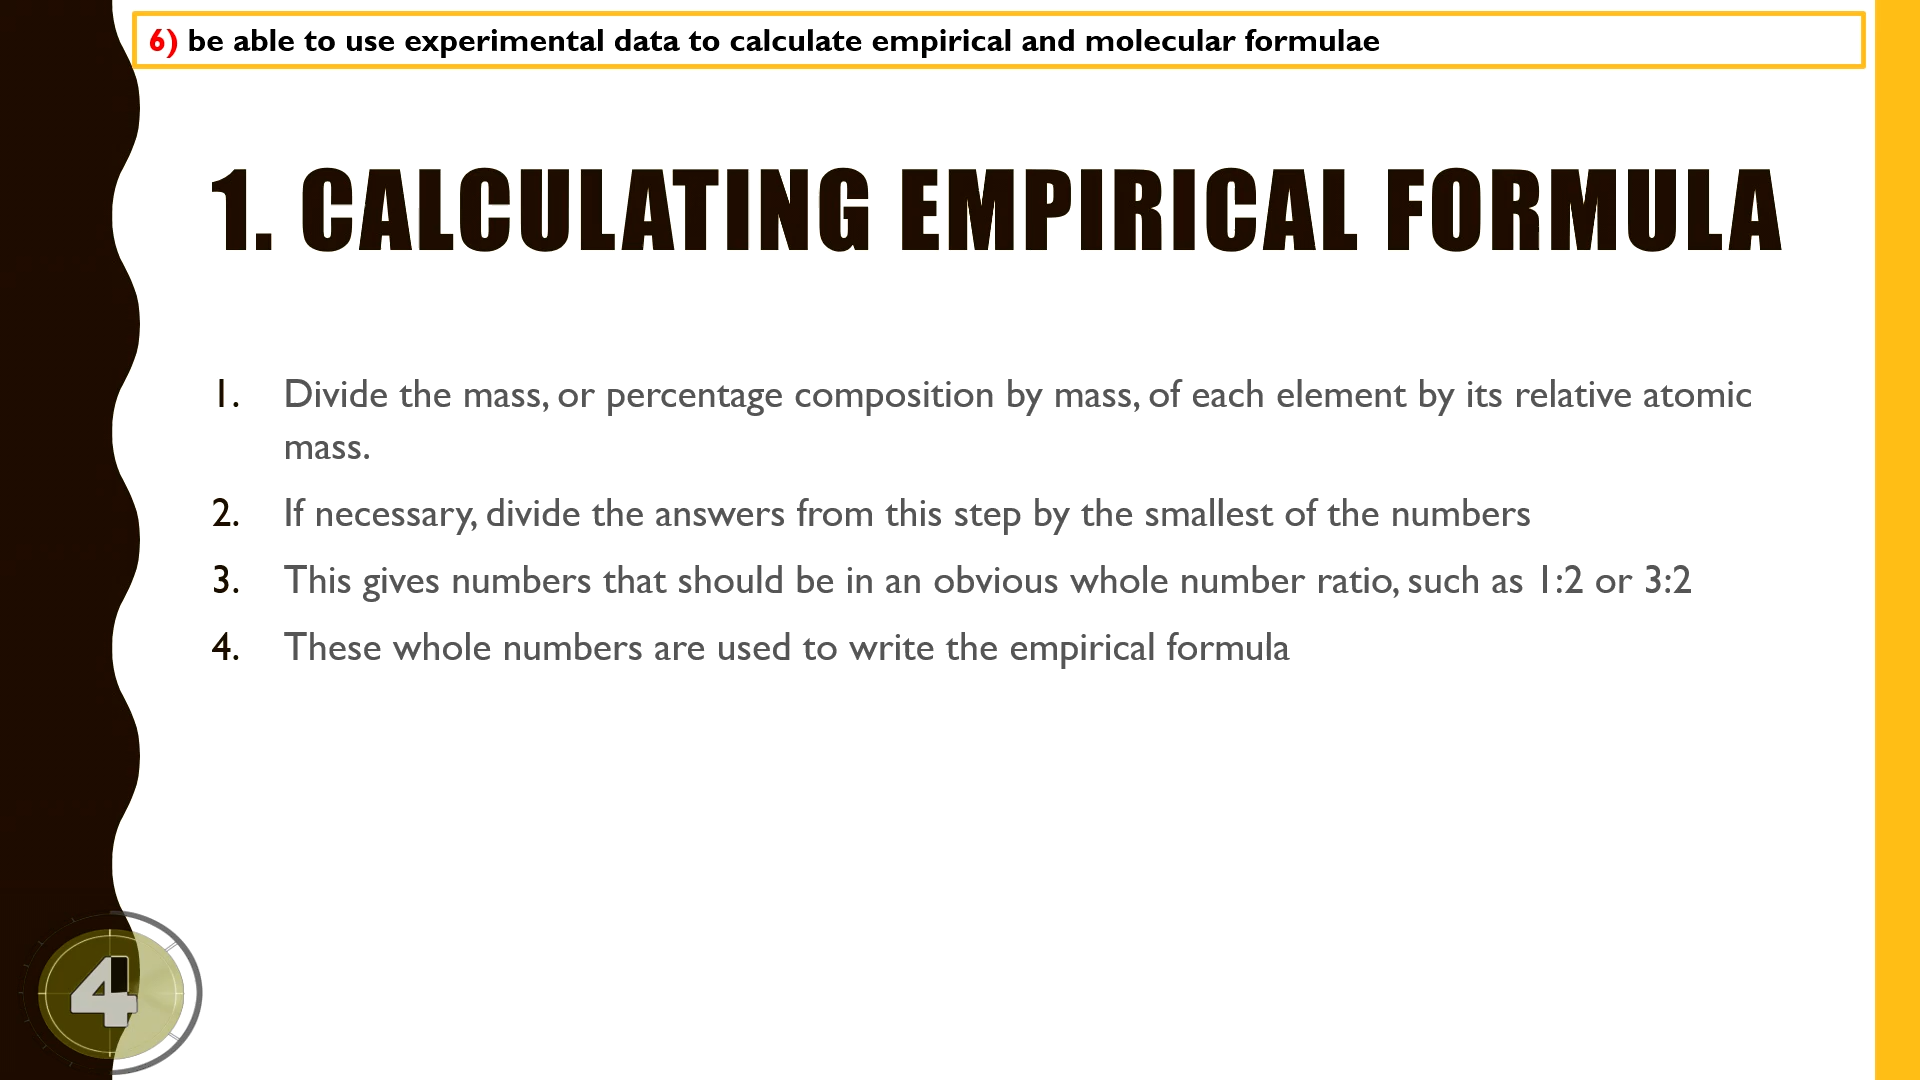 6) be able to use experimental data to calculate empirical and molecular formulae
1. CALCULATING EMPIRICAL FORMULA
1. Divide the mass, or percentage composition by mass, of each element by its relative atomic
mass.
2. If necessary, divide the answers from this step by the smallest of the numbers
3. This gives numbers that should be in an obvious whole number ratio, such as 1:2 or 3:2
4. These whole numbers are used to write the empirical formula
4